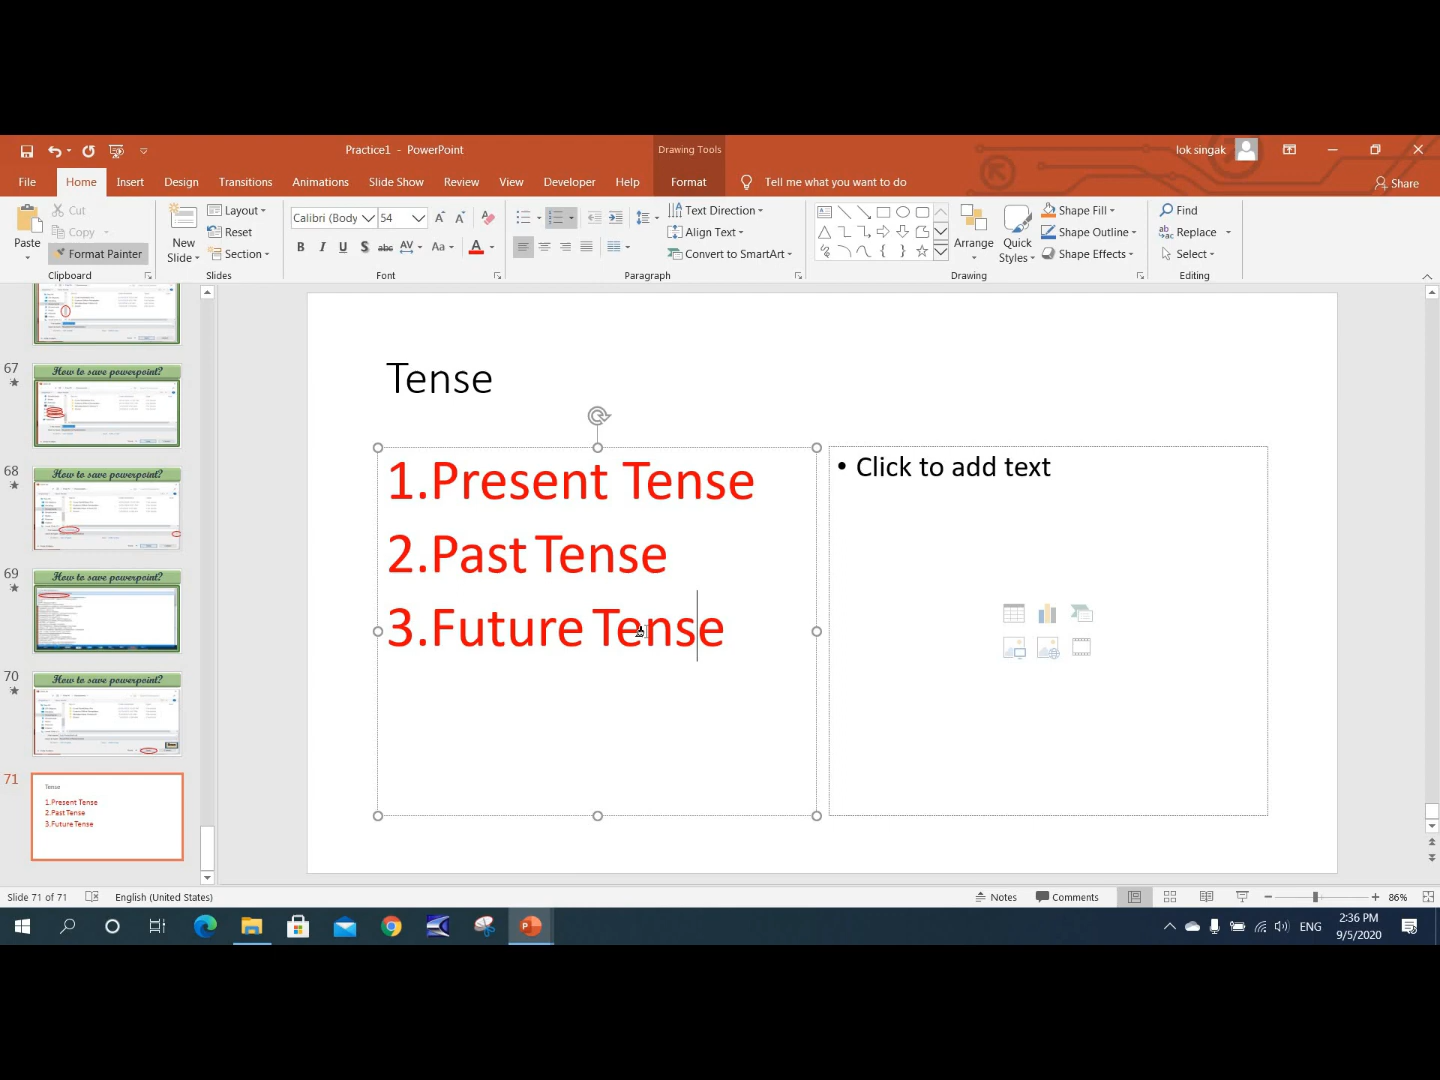 Practice1 - PowerPoint
Drawing Tools
lok singak
File Home Insert Design Transitions Animations Slide Show Review View Developer Help Format Tell me what you want to do Share
Paste
Cut
Copy
Format Painter
Clipboard
New Slide
Layout
Reset
Section
Slides
Calibri (Body 54
B I U S abc AV Aa A
Font
Text Direction
Align Text
Convert to SmartArt
Paragraph
Arrange
Quick Styles
Shape Fill
Shape Outline
Shape Effects
Drawing
Find
Replace
Select
Editing
67
How to save powerpoint?
68
How to save powerpoint?
69
How to save powerpoint?
70
How to save powerpoint?
71
Tense
1.Present Tense
2.Past Tense
3.Future Tense
Tense
1.Present Tense
2.Past Tense
3.Future Tense
• Click to add text
Slide 71 of 71 English (United States) Notes Comments 86%
ENG
2:36 PM
9/5/2020